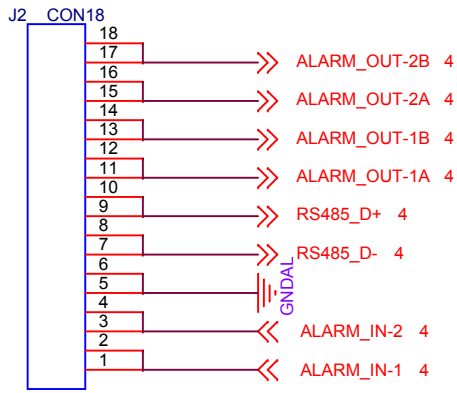 J2 CON18
18
17
ALARM_OUT-2B 4
16
15
ALARM_OUT-2A 4
14
13
ALARM_OUT-1B 4
12
11
ALARM_OUT-1A 4
10
9
RS485_D+ 4
8
7
RS485_D- 4
6
5
GNDAL
4
3
ALARM_IN-2 4
2
1
ALARM_IN-1 4